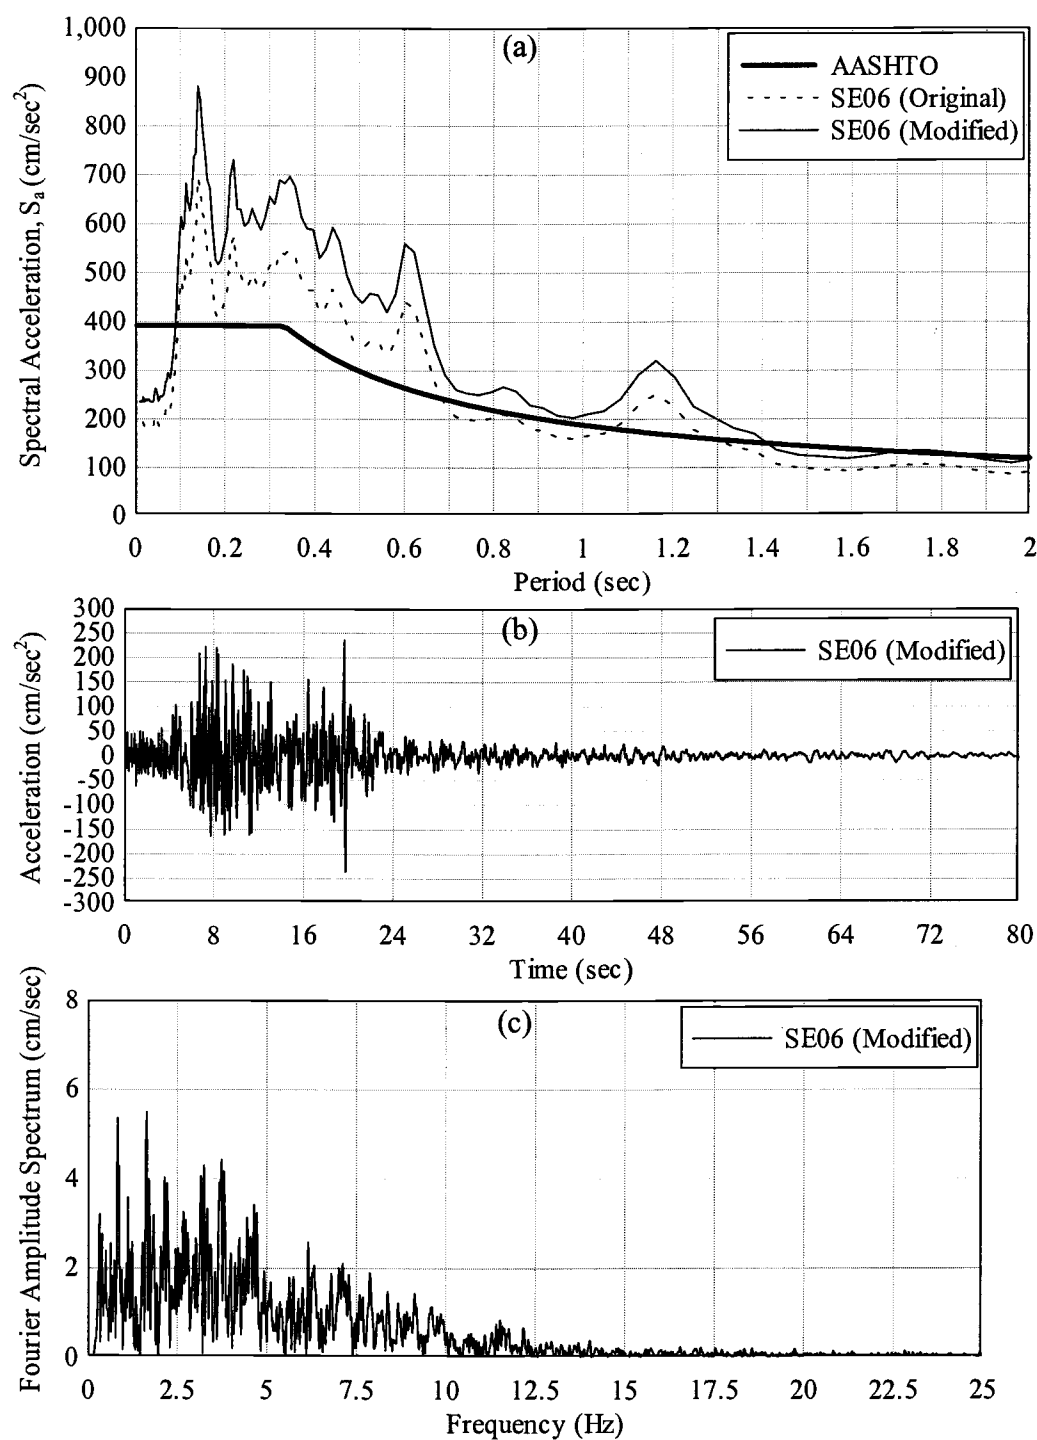 (a)
1,000
900
800
700
600
500
400
300
200
100
0
Spectral Acceleration, Sa (cm/sec2)
AASHTO
SE06 (Original)
SE06 (Modified)
0 0.2 0.4 0.6 0.8 1 1.2 1.4 1.6 1.8 2
Period (sec)
(b)
300
250
200
150
100
50
0
-50
-100
-150
-200
-250
-300
Acceleration (cm/sec2)
SE06 (Modified)
0 8 16 24 32 40 48 56 64 72 80
Time (sec)
(c)
8
6
4
2
0
Fourier Amplitude Spectrum (cm/sec)
SE06 (Modified)
0 2.5 5 7.5 10 12.5 15 17.5 20 22.5 25
Frequency (Hz)